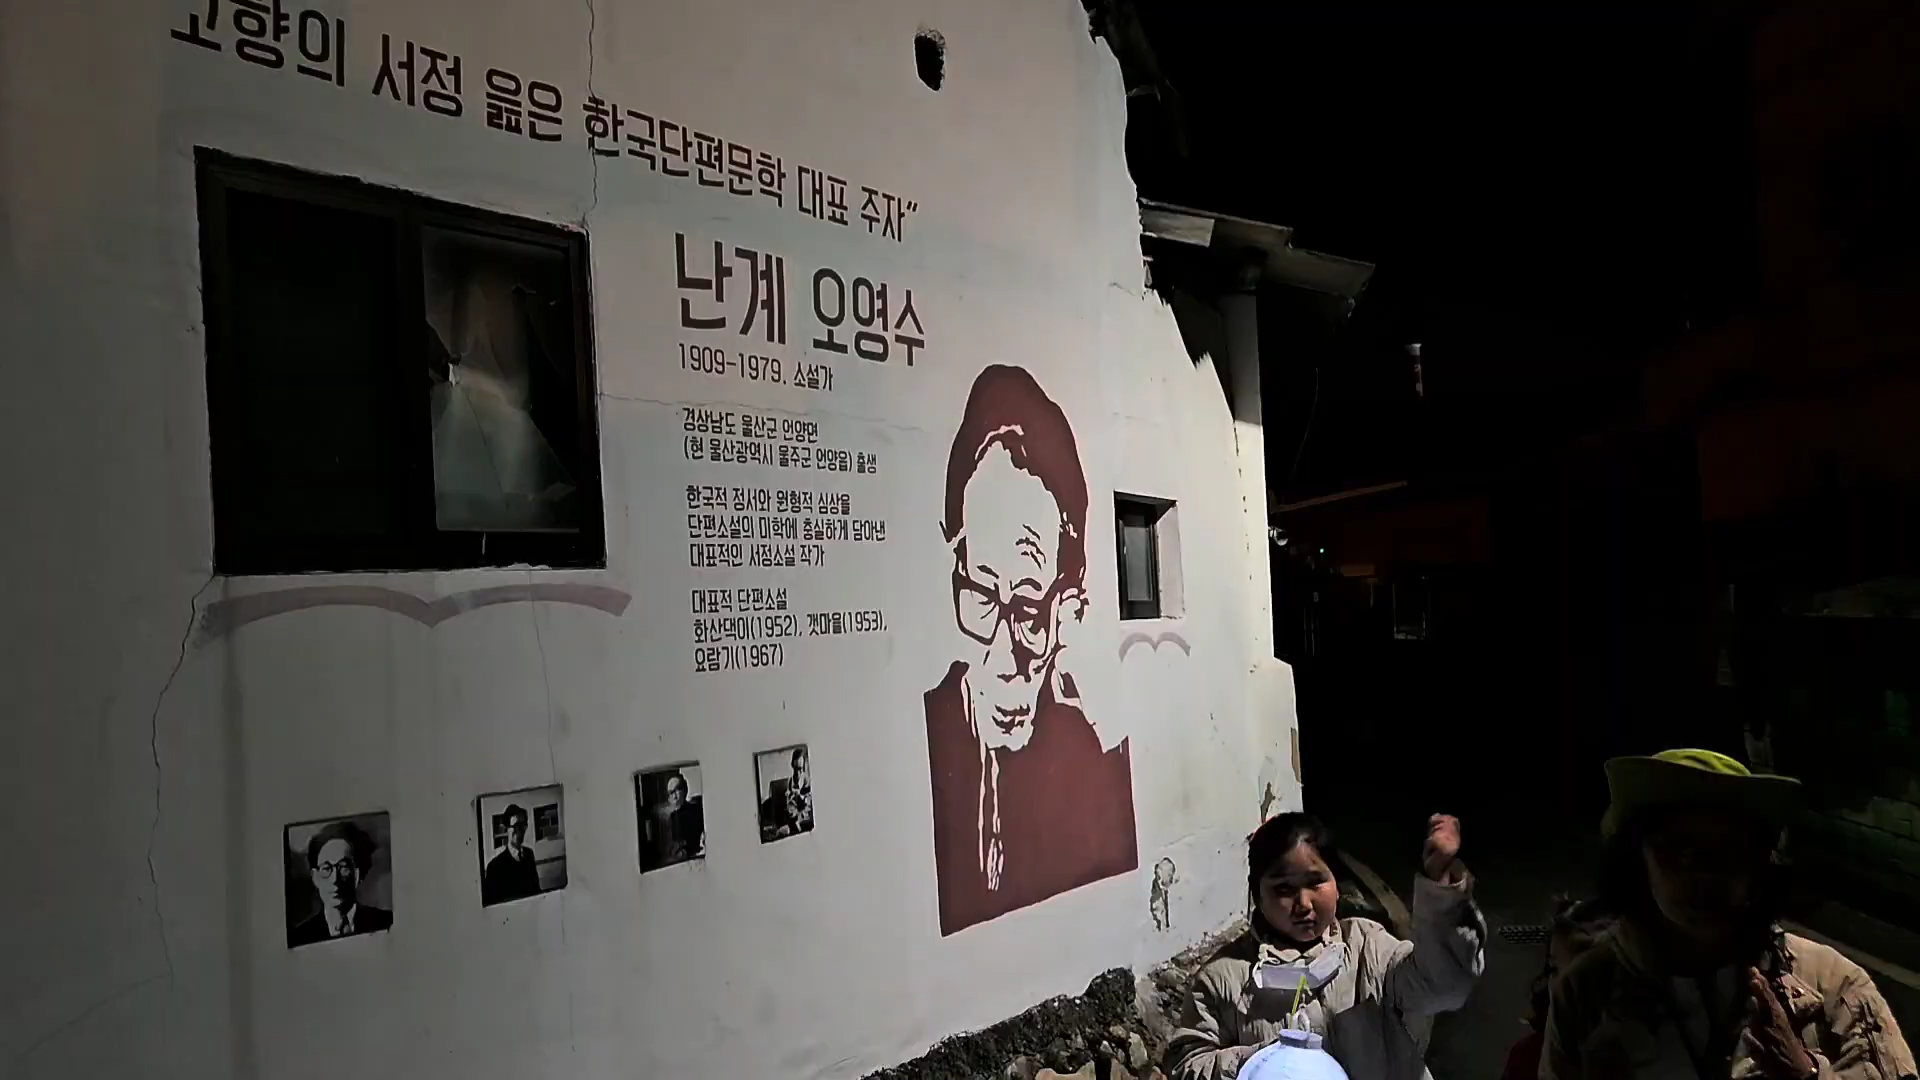 고향의 서정 읊은 한국단편문학 대표 주자"
난계 오영수
1909-1979. 소설가
경상남도 울산군 언양면
(현 울산광역시 울주군 언양읍) 출생
한국적 정서와 원형적 심상을
단편소설의 미학에 충실하게 담아낸
대표적인 서정소설 작가
대표적 단편소설
화산댁이(1952), 갯마을(1953),
요람기(1967)